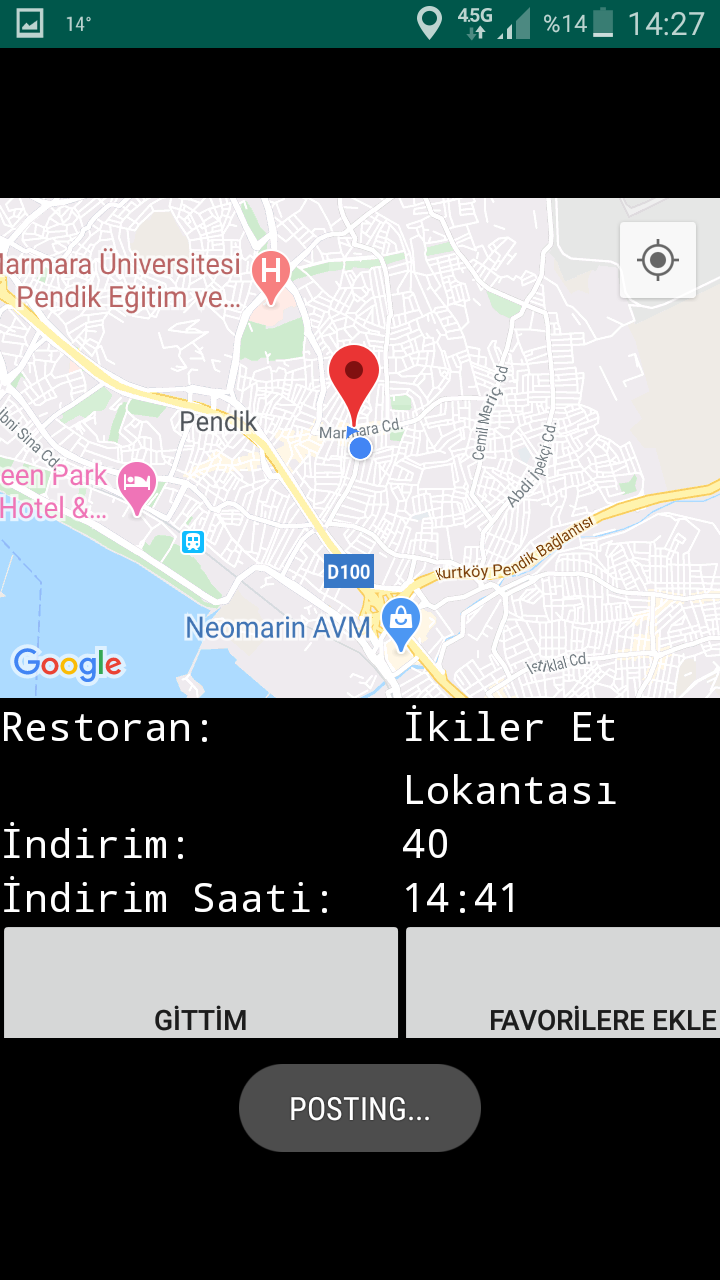 14° 4.5G %14 14:27
Marmara Üniversitesi
Pendik Eğitim ve...
Pendik
Marmara Cd.
Cemil Meriç Cd
Abdi İpekçi Cd.
İbni Sina Cd
een Park
Hotel &...
D100
Kurtköy Pendik Bağlantısı
Neomarin AVM
İstiklal Cd.
Google
Restoran: İkiler Et
Lokantası
İndirim: 40
İndirim Saati: 14:41
GİTTİM FAVORİLERE EKLE
POSTING...